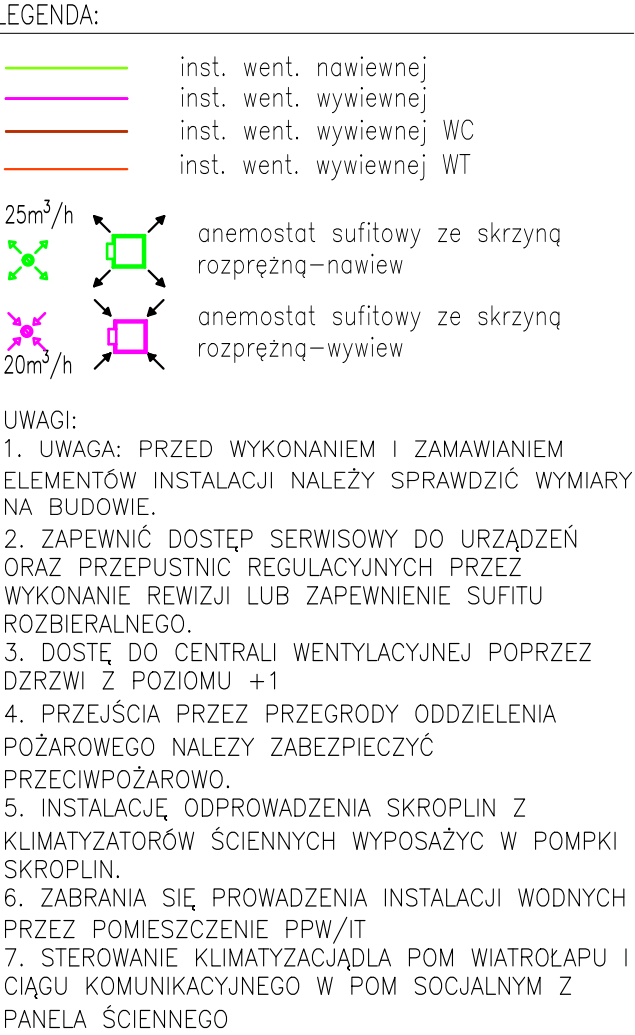 LEGENDA:
inst. went. nawiewnej
inst. went. wywiewnej
inst. went. wywiewnej WC
inst. went. wywiewnej WT
25m³/h
anemostat sufitowy ze skrzyną
rozprężną-nawiew
anemostat sufitowy ze skrzyną
rozprężną-wywiew
20m³/h
UWAGI:
1. UWAGA: PRZED WYKONANIEM I ZAMAWIANIEM
ELEMENTÓW INSTALACJI NALEŻY SPRAWDZIĆ WYMIARY
NA BUDOWIE.
2. ZAPEWNIĆ DOSTĘP SERWISOWY DO URZĄDZEŃ
ORAZ PRZEPUSTNIC REGULACYJNYCH PRZEZ
WYKONANIE REWIZJI LUB ZAPEWNIENIE SUFITU
ROZBIERALNEGO.
3. DOSTĘ DO CENTRALI WENTYLACYJNEJ POPRZEZ
DZRZWI Z POZIOMU +1
4. PRZEJŚCIA PRZEZ PRZEGRODY ODDZIELENIA
POŻAROWEGO NALEZY ZABEZPIECZYĆ
PRZECIWPOŻAROWO.
5. INSTALACJĘ ODPROWADZENIA SKROPLIN Z
KLIMATYZATORÓW ŚCIENNYCH WYPOSAŻYC W POMPKI
SKROPLIN.
6. ZABRANIA SIĘ PROWADZENIA INSTALACJI WODNYCH
PRZEZ POMIESZCZENIE PPW/IT
7. STEROWANIE KLIMATYZACJĄDLA POM WIATROŁAPU I
CIĄGU KOMUNIKACYJNEGO W POM SOCJALNYM Z
PANELA ŚCIENNEGO